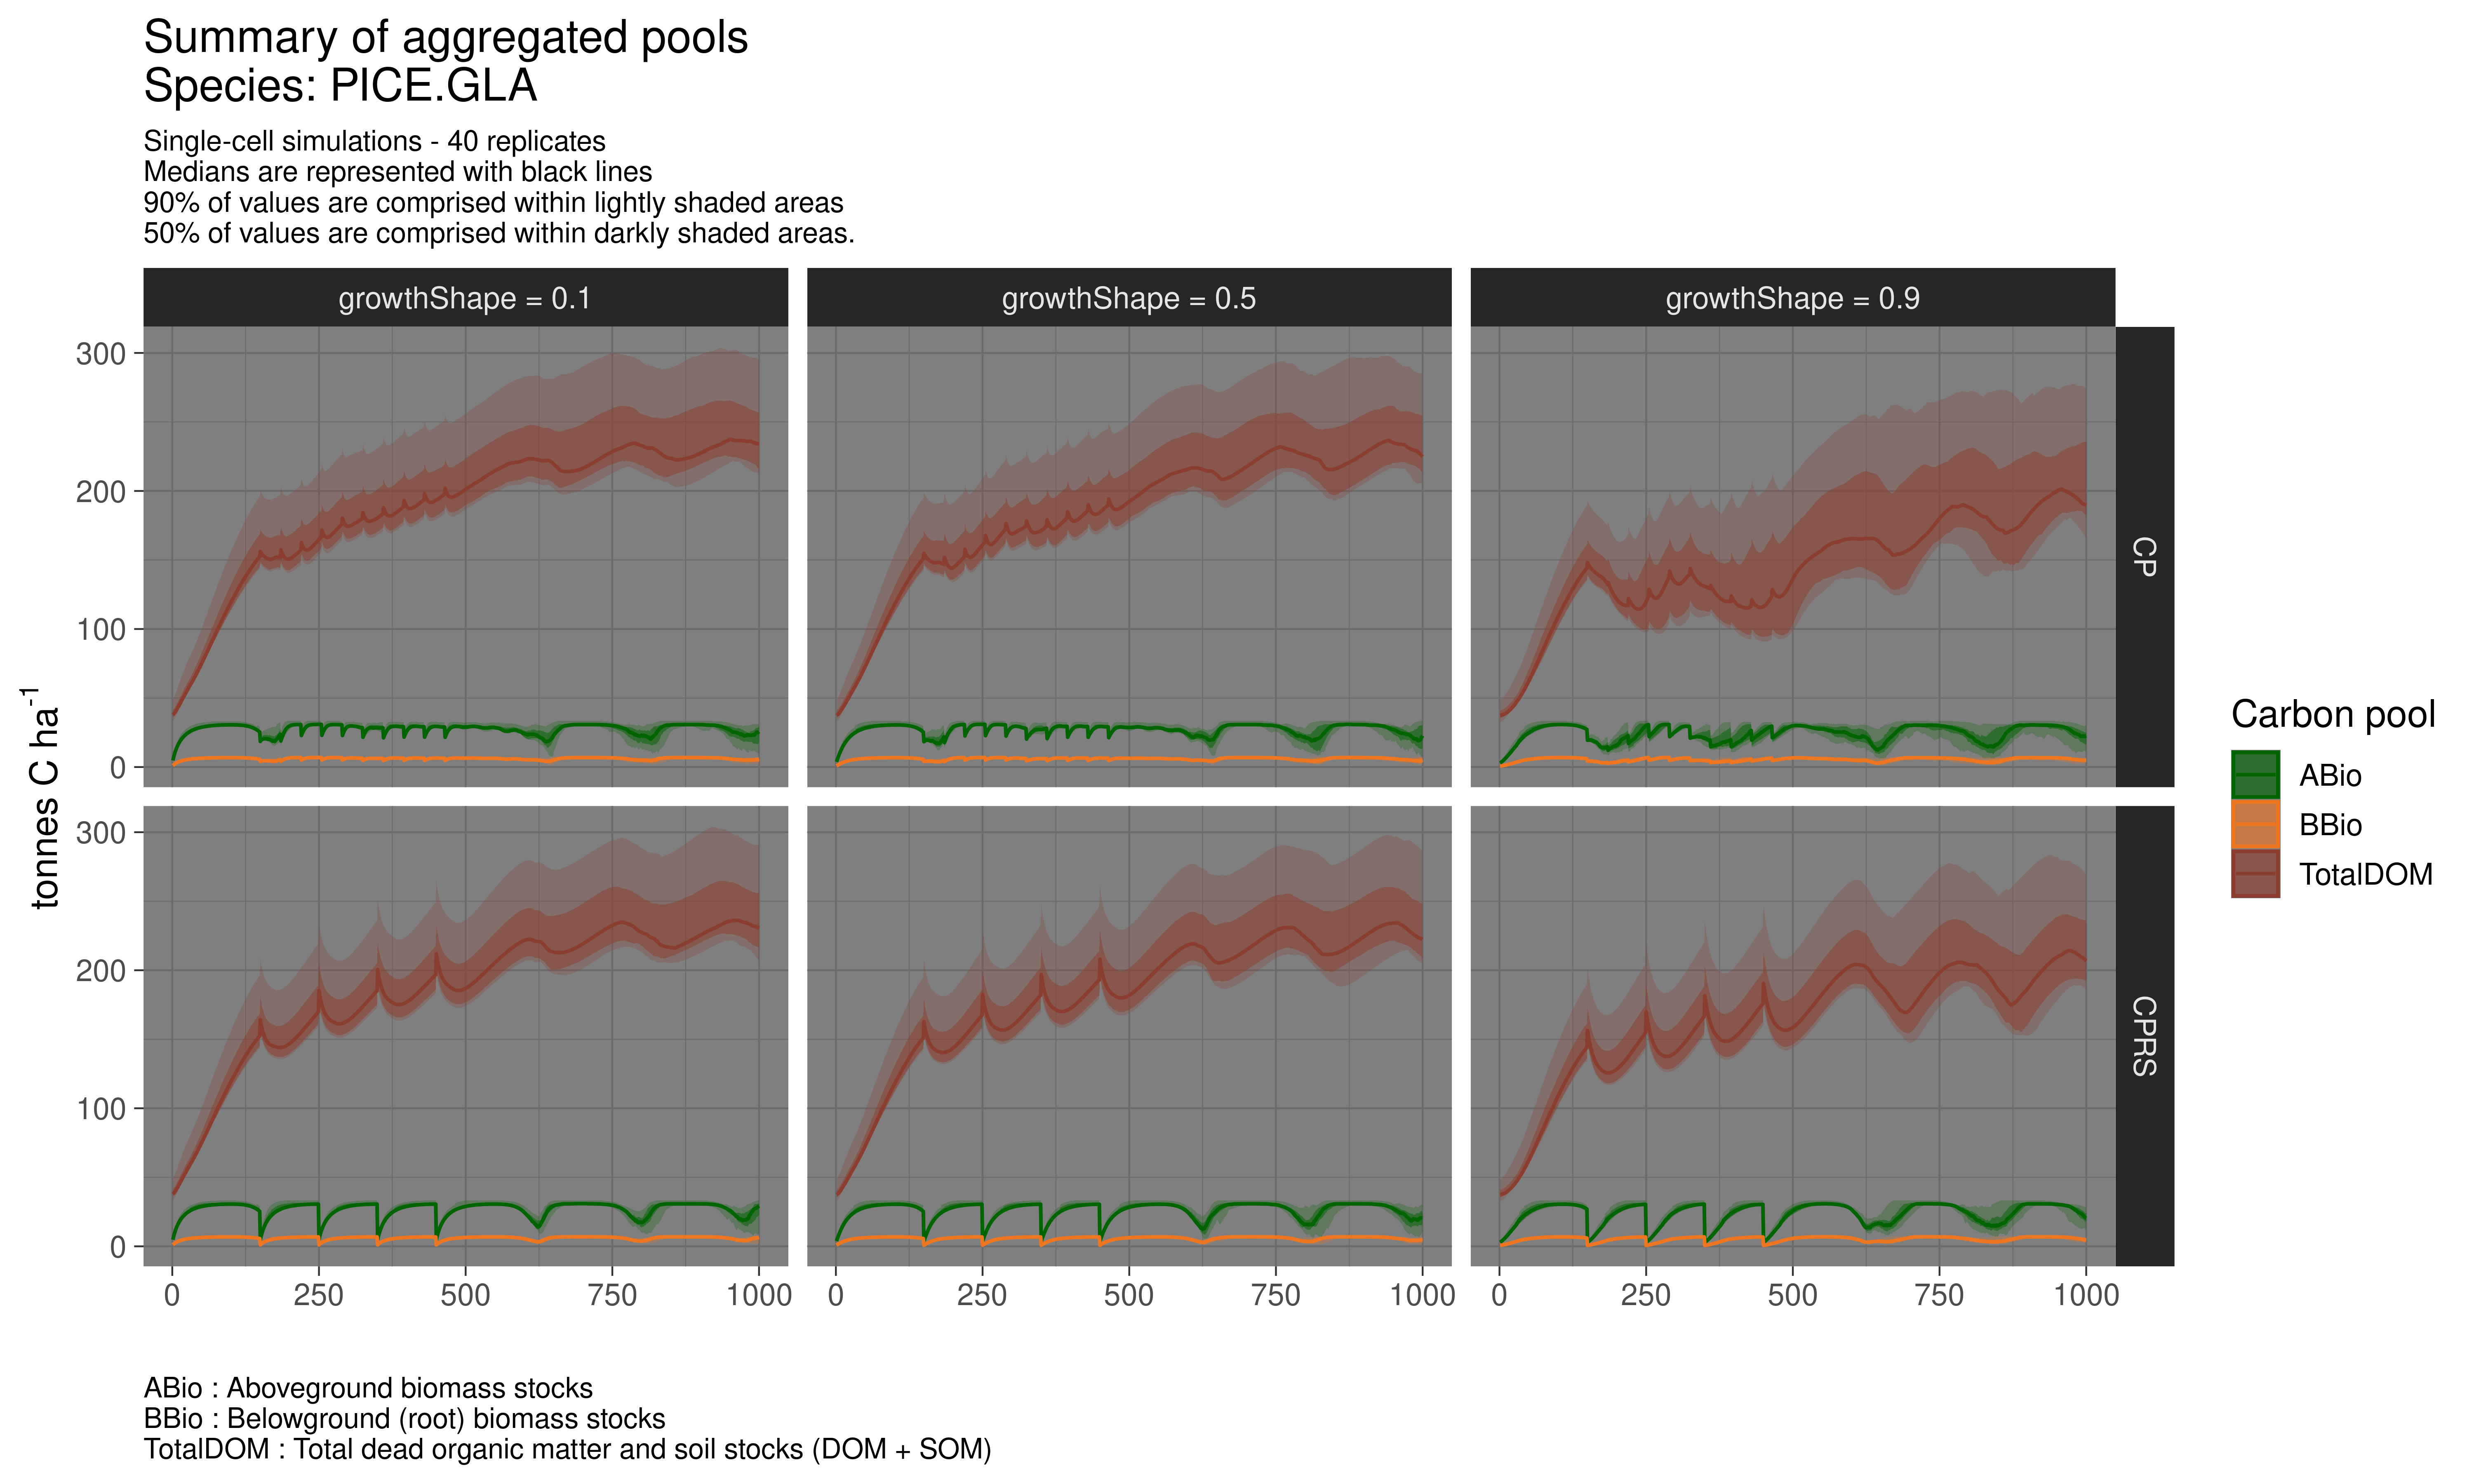 Summary of aggregated pools
Species: PICE.GLA
Single-cell simulations - 40 replicates
Medians are represented with black lines
90% of values are comprised within lightly shaded areas
50% of values are comprised within darkly shaded areas.
growthShape = 0.1
growthShape = 0.5
growthShape = 0.9
300
200
100
0
CP
300
200
100
0
CPRS
tonnes C ha⁻¹
0 250 500 750 1000
0 250 500 750 1000
0 250 500 750 1000
Carbon pool
ABio
BBio
TotalDOM
ABio : Aboveground biomass stocks
BBio : Belowground (root) biomass stocks
TotalDOM : Total dead organic matter and soil stocks (DOM + SOM)